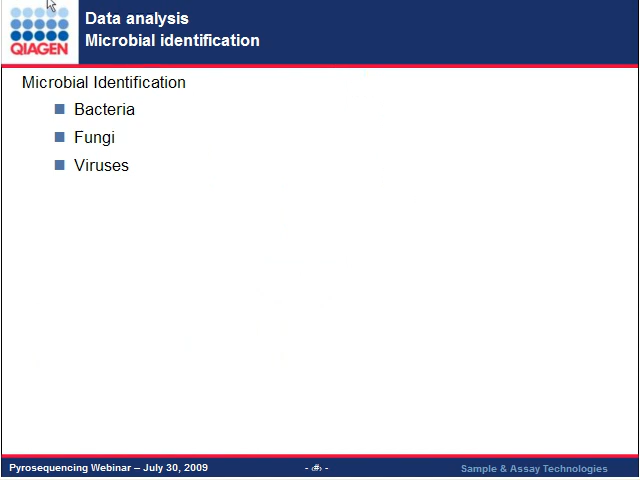 QIAGEN
Data analysis
Microbial identification
Microbial Identification
Bacteria
Fungi
Viruses
Pyrosequencing Webinar – July 30, 2009
- ‹#› -
Sample & Assay Technologies